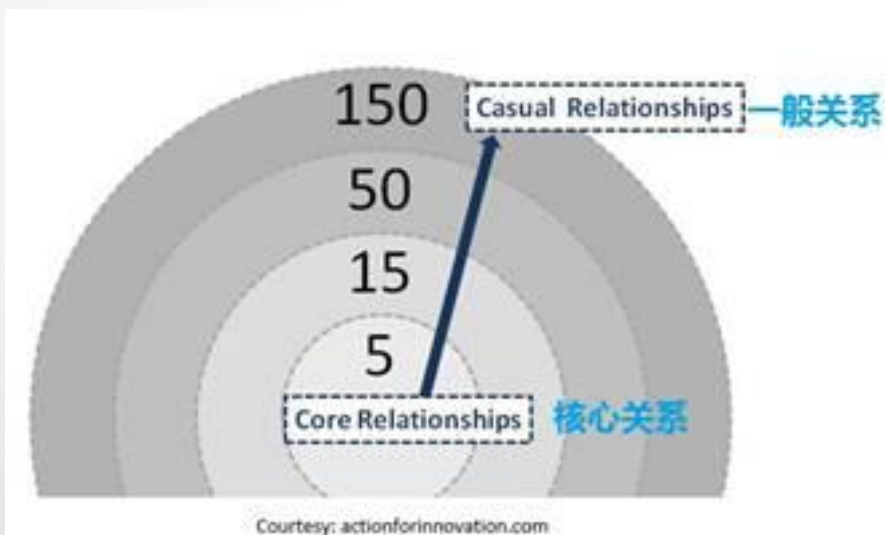 150
Casual Relationships 一般关系
50
15
5
Core Relationships 核心关系
Courtesy: actionforinnovation.com